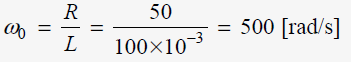 ω₀ = R/L = 50/100×10⁻³ = 500 [rad/s]